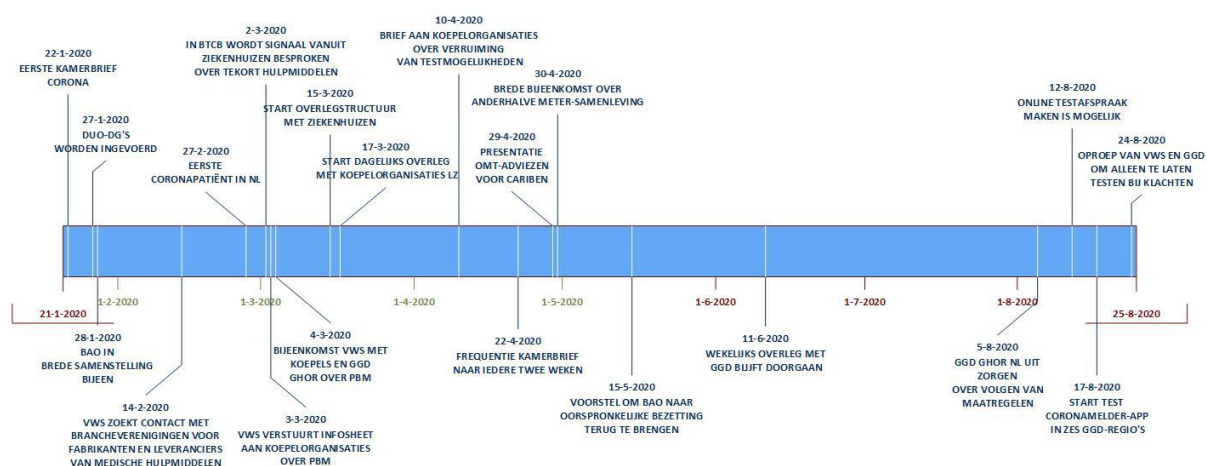 22-1-2020
EERSTE KAMERBRIEF
CORONA
27-1-2020
DUO-DG'S
WORDEN INGEVOERD
27-2-2020
EERSTE
CORONAPATIËNT IN NL
2-3-2020
IN BTCB WORDT SIGNAAL VANUIT
ZIEKENHUIZEN BESPROKEN
OVER TEKORT HULPMIDDELEN
15-3-2020
START OVERLEGSTRUCTUUR
MET ZIEKENHUIZEN
17-3-2020
START DAGELIJKS OVERLEG
MET KOEPELORGANISATIES LZ
10-4-2020
BRIEF AAN KOEPELORGANISATIES
OVER VERRUIMING
VAN TESTMOGELIJKHEDEN
29-4-2020
PRESENTATIE
OMT-ADVIEZEN
VOOR CARIBEN
30-4-2020
BREDE BIJEENKOMST OVER
ANDERHALVE METER-SAMENLEVING
12-8-2020
ONLINE TESTAFSPRAAK
MAKEN IS MOGELIJK
24-8-2020
OPROEP VAN VWS EN GGD
OM ALLEEN TE LATEN
TESTEN BIJ KLACHTEN
21-1-2020
1-2-2020
1-3-2020
1-4-2020
1-5-2020
1-6-2020
1-7-2020
1-8-2020
25-8-2020
28-1-2020
BAO IN
BREDE SAMENSTELLING
BIJEEN
14-2-2020
VWS ZOEKT CONTACT MET
BRANCHEVERENIGINGEN VOOR
FABRIKANTEN EN LEVERANCIERS
VAN MEDISCHE HULPMIDDELEN
3-3-2020
VWS VERSTUURT INFOSHEET
AAN KOEPELORGANISATIES
OVER PBM
4-3-2020
BIJEENKOMST VWS MET
KOEPELS EN GGD
GHOR OVER PBM
22-4-2020
FREQUENTIE KAMERBRIEF
NAAR IEDERE TWEE WEKEN
15-5-2020
VOORSTEL OM BAO NAAR
OORSPRONKELIJKE BEZETTING
TERUG TE BRENGEN
11-6-2020
WEKELIJKS OVERLEG MET
GGD BLIJFT DOORGAAN
5-8-2020
GGD GHOR NL UIT
ZORGEN
OVER VOLGEN VAN
MAATREGELEN
17-8-2020
START TEST
CORONAMELDER-APP
IN ZES GGD-REGIO'S